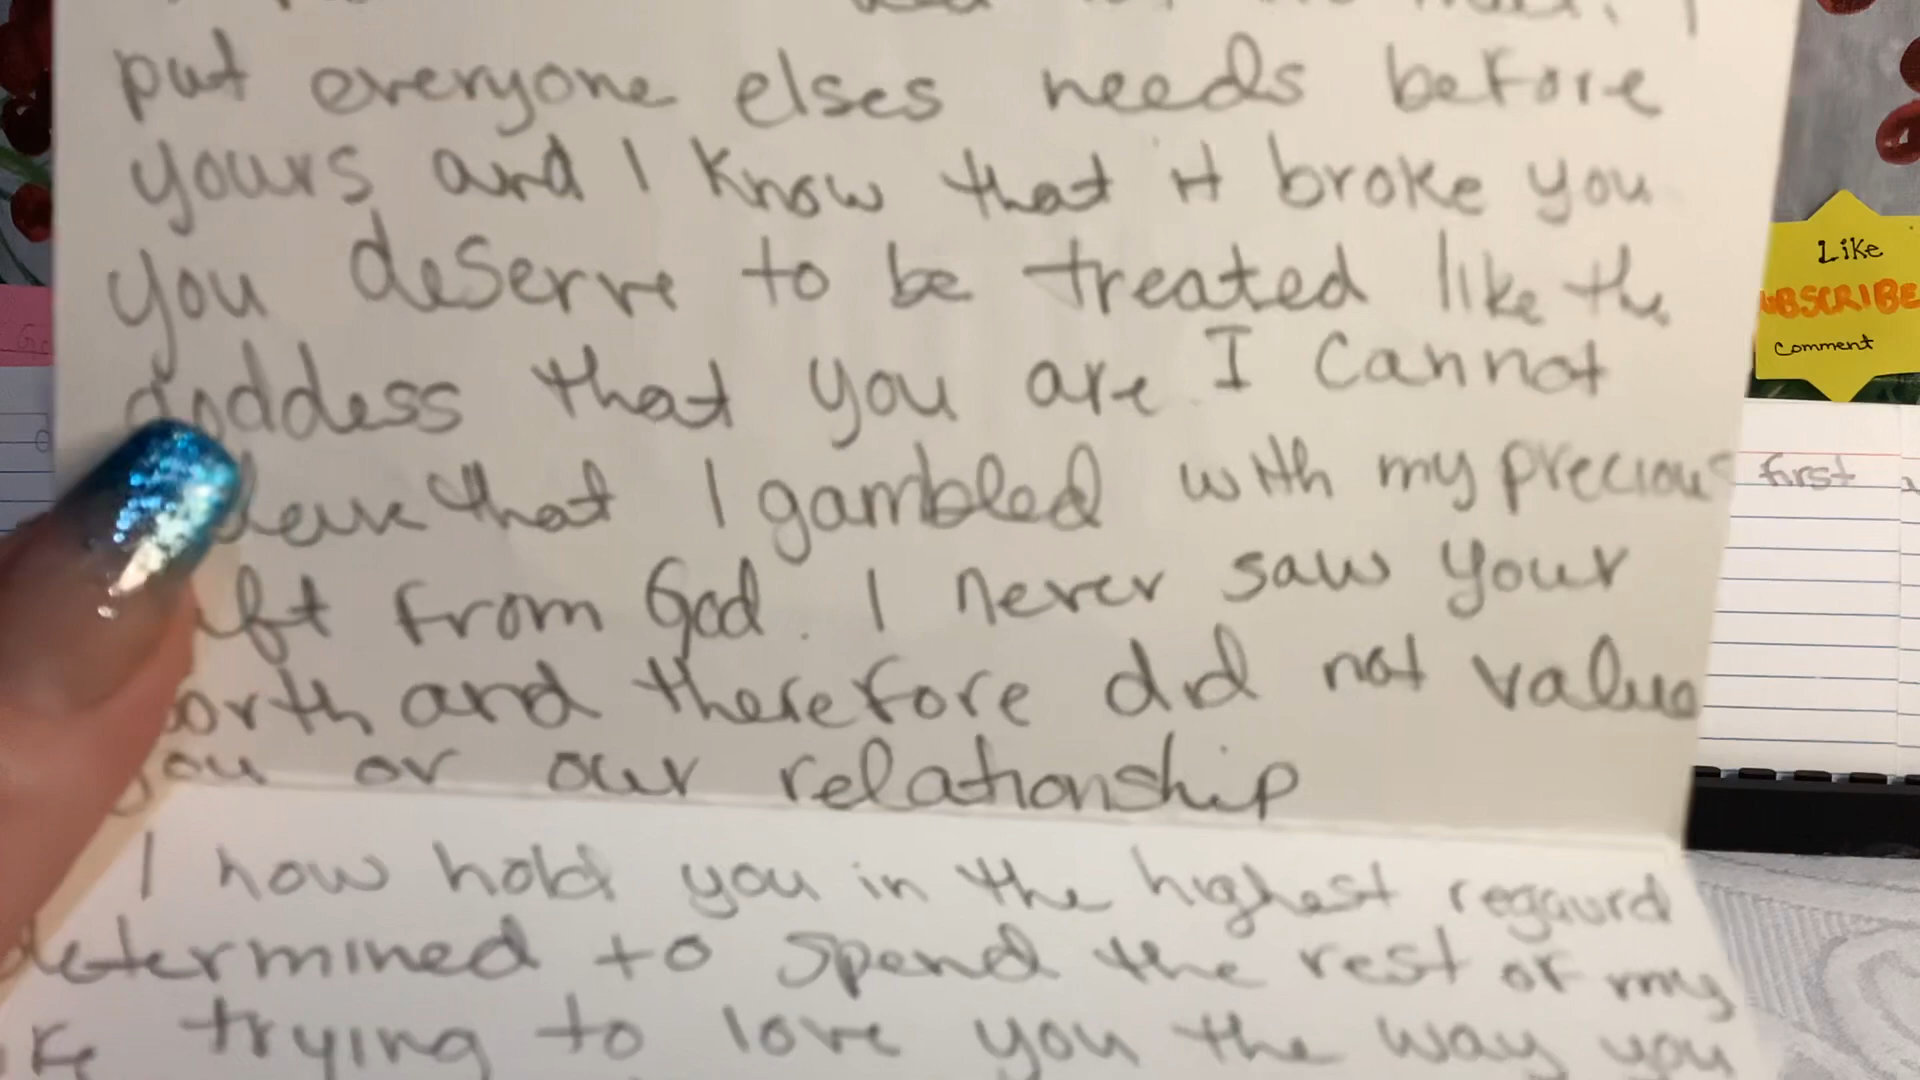 put everyone elses needs before
yours and I know that it broke you
you deserve to be treated like the
goddess that you are I cannot
that I gambled with my precious
from God. I never saw your
and therefore did not value
you or our relationship
I now hold you in the highest regaurd
determined to spend the rest of my
trying to love you the way you
Like
SUBSCRIBE
comment
first